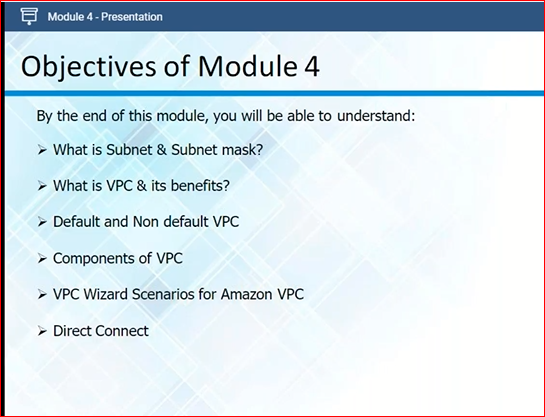 Module 4 - Presentation
Objectives of Module 4
By the end of this module, you will be able to understand:
➢ What is Subnet & Subnet mask?
➢ What is VPC & its benefits?
➢ Default and Non default VPC
➢ Components of VPC
➢ VPC Wizard Scenarios for Amazon VPC
➢ Direct Connect